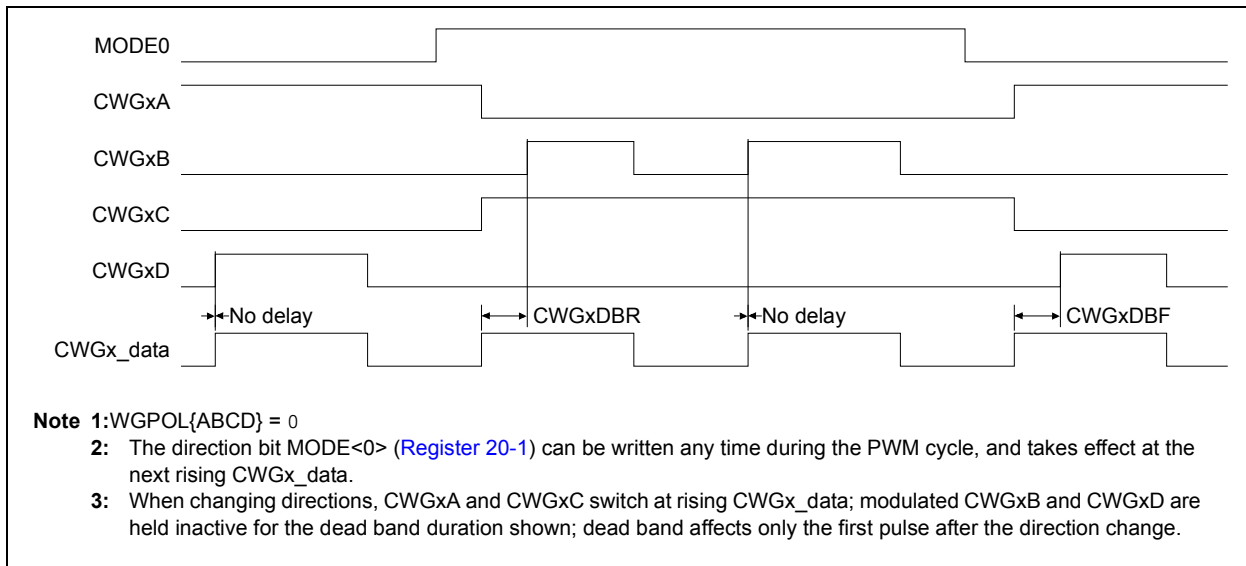 MODE0
CWGxA
CWGxB
CWGxC
CWGxD
No delay CWGxDBR No delay CWGxDBF
CWGx_data
Note 1:WGPOL{ABCD} = 0
2: The direction bit MODE<0> (Register 20-1) can be written any time during the PWM cycle, and takes effect at the
next rising CWGx_data.
3: When changing directions, CWGxA and CWGxC switch at rising CWGx_data; modulated CWGxB and CWGxD are
held inactive for the dead band duration shown; dead band affects only the first pulse after the direction change.